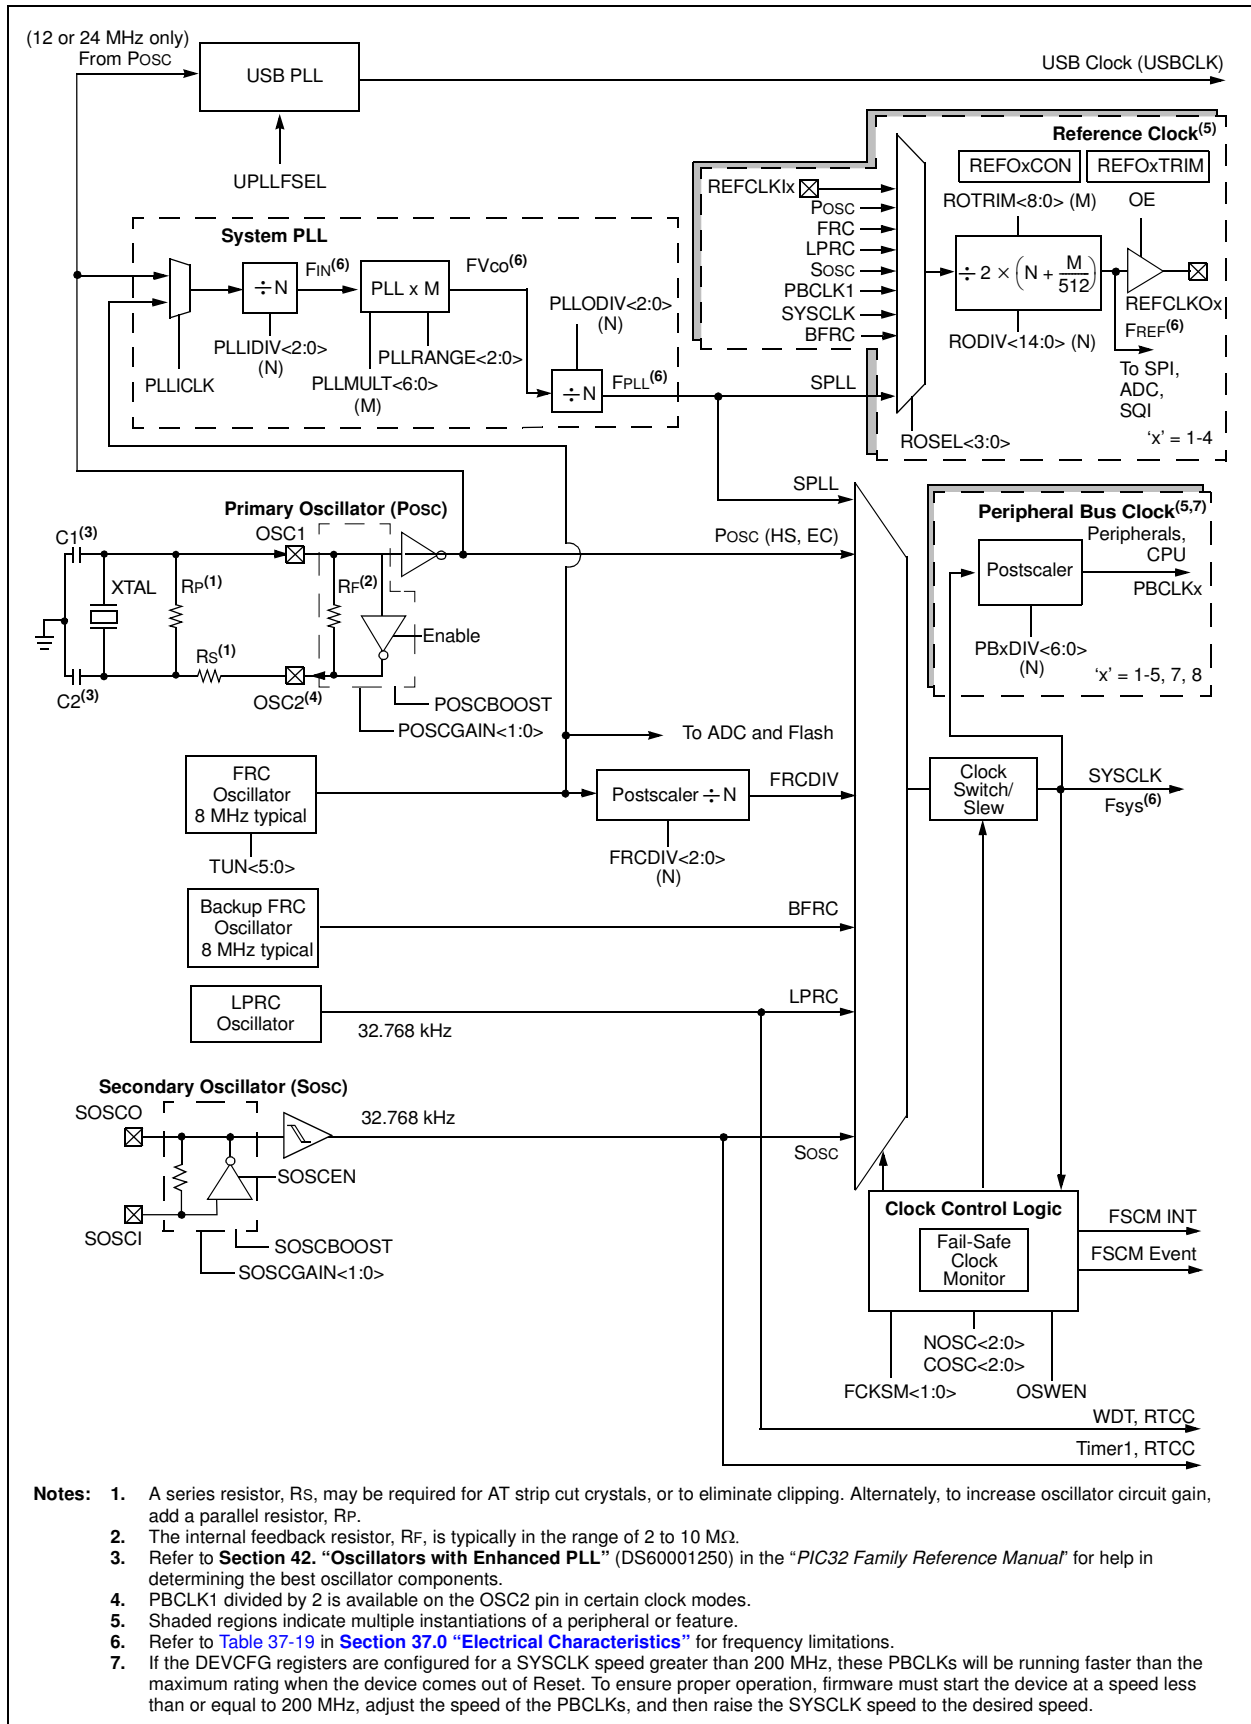 (12 or 24 MHz only)
From POSC
USB PLL
USB Clock (USBCLK)
UPLLFSEL
Reference Clock(5)
REFOxCON
REFOxTRIM
REFCLKIx
POSC
FRC
LPRC
SOSC
PBCLK1
SYSCLK
BFRC
ROTRIM<8:0> (M)
OE
÷ 2 × (N + M/512)
REFCLKOx
RODIV<14:0> (N)
FREF(6)
To SPI,
ADC,
SQI
'x' = 1-4
ROSEL<3:0>
System PLL
FIN(6)
FVco(6)
÷ N
PLL x M
PLLODIV<2:0>
(N)
PLLICLK
PLLIDIV<2:0>
(N)
PLLRANGE<2:0>
PLLMULT<6:0>
(M)
÷ N
FPLL(6)
SPLL
SPLL
Primary Oscillator (POSC)
C1(3)
OSC1
POSC (HS, EC)
XTAL
RP(1)
RF(2)
Enable
RS(1)
C2(3)
OSC2(4)
POSCBOOST
POSCGAIN<1:0>
Peripheral Bus Clock(5,7)
Peripherals,
CPU
Postscaler
PBCLKx
PBxDIV<6:0>
(N)
'x' = 1-5, 7, 8
To ADC and Flash
FRC
Oscillator
8 MHz typical
TUN<5:0>
Postscaler ÷ N
FRCDIV
FRCDIV<2:0>
(N)
Clock
Switch/
Slew
SYSCLK
Fsys(6)
Backup FRC
Oscillator
8 MHz typical
BFRC
LPRC
Oscillator
32.768 kHz
LPRC
Secondary Oscillator (SOSC)
SOSCO
32.768 kHz
SOSC
SOSCEN
SOSCI
SOSCBOOST
SOSCGAIN<1:0>
Clock Control Logic
Fail-Safe
Clock
Monitor
FSCM INT
FSCM Event
NOSC<2:0>
COSC<2:0>
FCKSM<1:0>
OSWEN
WDT, RTCC
Timer1, RTCC
Notes: 1. A series resistor, RS, may be required for AT strip cut crystals, or to eliminate clipping. Alternately, to increase oscillator circuit gain,
add a parallel resistor, RP.
2. The internal feedback resistor, RF, is typically in the range of 2 to 10 MΩ.
3. Refer to Section 42. "Oscillators with Enhanced PLL" (DS60001250) in the "PIC32 Family Reference Manual" for help in
determining the best oscillator components.
4. PBCLK1 divided by 2 is available on the OSC2 pin in certain clock modes.
5. Shaded regions indicate multiple instantiations of a peripheral or feature.
6. Refer to Table 37-19 in Section 37.0 "Electrical Characteristics" for frequency limitations.
7. If the DEVCFG registers are configured for a SYSCLK speed greater than 200 MHz, these PBCLKs will be running faster than the
maximum rating when the device comes out of Reset. To ensure proper operation, firmware must start the device at a speed less
than or equal to 200 MHz, adjust the speed of the PBCLKs, and then raise the SYSCLK speed to the desired speed.